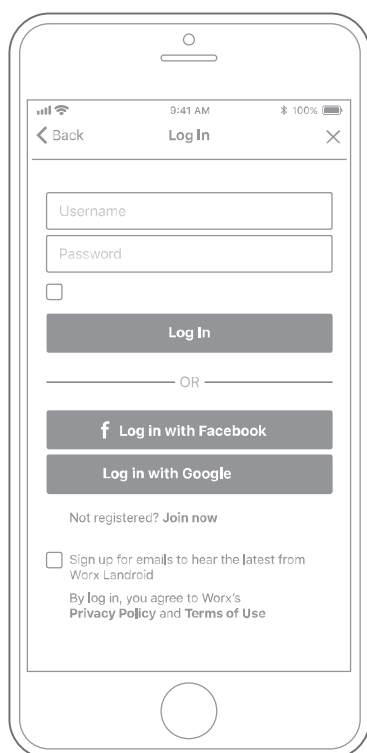 9:41 AM 100%
Back Log In
Username
Password
Log In
OR
f Log in with Facebook
Log in with Google
Not registered? Join now
Sign up for emails to hear the latest from
Worx Landroid
By log in, you agree to Worx's
Privacy Policy and Terms of Use